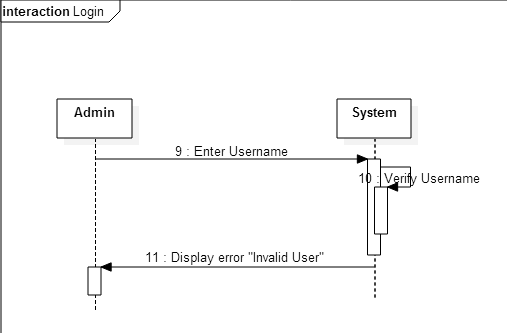 interaction Login
Admin
System
9 : Enter Username
10 : Verify Username
11 : Display error "Invalid User"